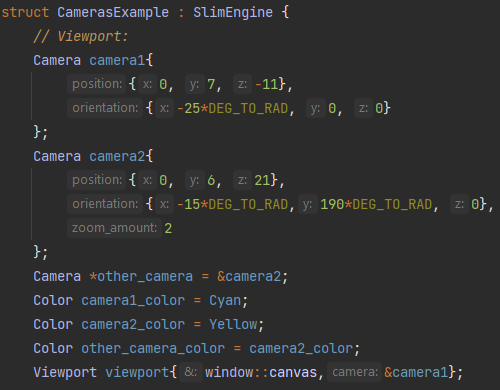 struct CamerasExample : SlimEngine {
// Viewport:
Camera camera1{
position: {x: 0, y: 7, z: -11},
orientation: {x: -25*DEG_TO_RAD, y: 0, z: 0}
};
Camera camera2{
position: {x: 0, y: 6, z: 21},
orientation: {x: -15*DEG_TO_RAD, y: 190*DEG_TO_RAD, z: 0},
zoom_amount: 2
};
Camera *other_camera = &camera2;
Color camera1_color = Cyan;
Color camera2_color = Yellow;
Color other_camera_color = camera2_color;
Viewport viewport{&: window::canvas, camera: &camera1};